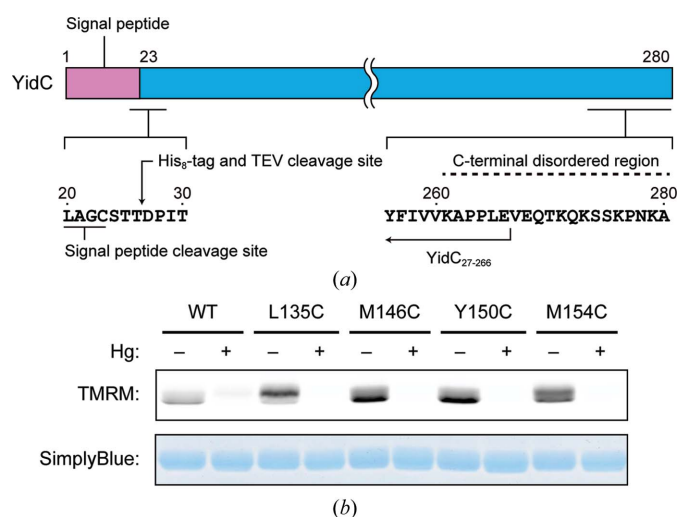 Signal peptide
1 23 280
YidC
His₈-tag and TEV cleavage site
C-terminal disordered region
20 30 260 280
LAGCSTTDPIT YFIVVKAPPLEVEQTKQKSSKPNKA
Signal peptide cleavage site
YidC₂₇₋₂₆₆
(a)
WT L135C M146C Y150C M154C
Hg: – + – + – + – + – +
TMRM:
SimplyBlue:
(b)